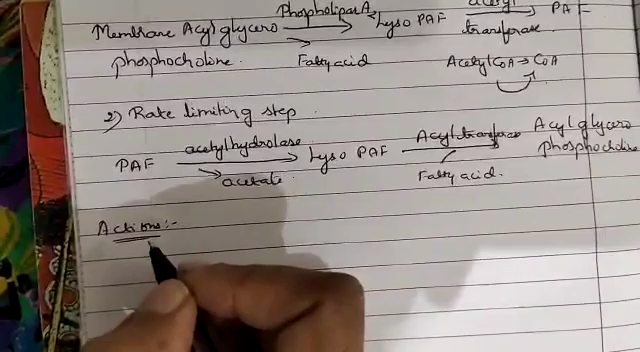 Phospholipase A2 acetyl
Membrane Acylglycero → Lyso PAF → PAF
transferase
phosphocholine. Fatty acid Acetyl CoA → CoA
2) Rate limiting step.
acetylhydrolase Acyltransferase Acylglycero
PAF → Lyso PAF → phosphocholine
acetate Fatty acid.
Actions:-